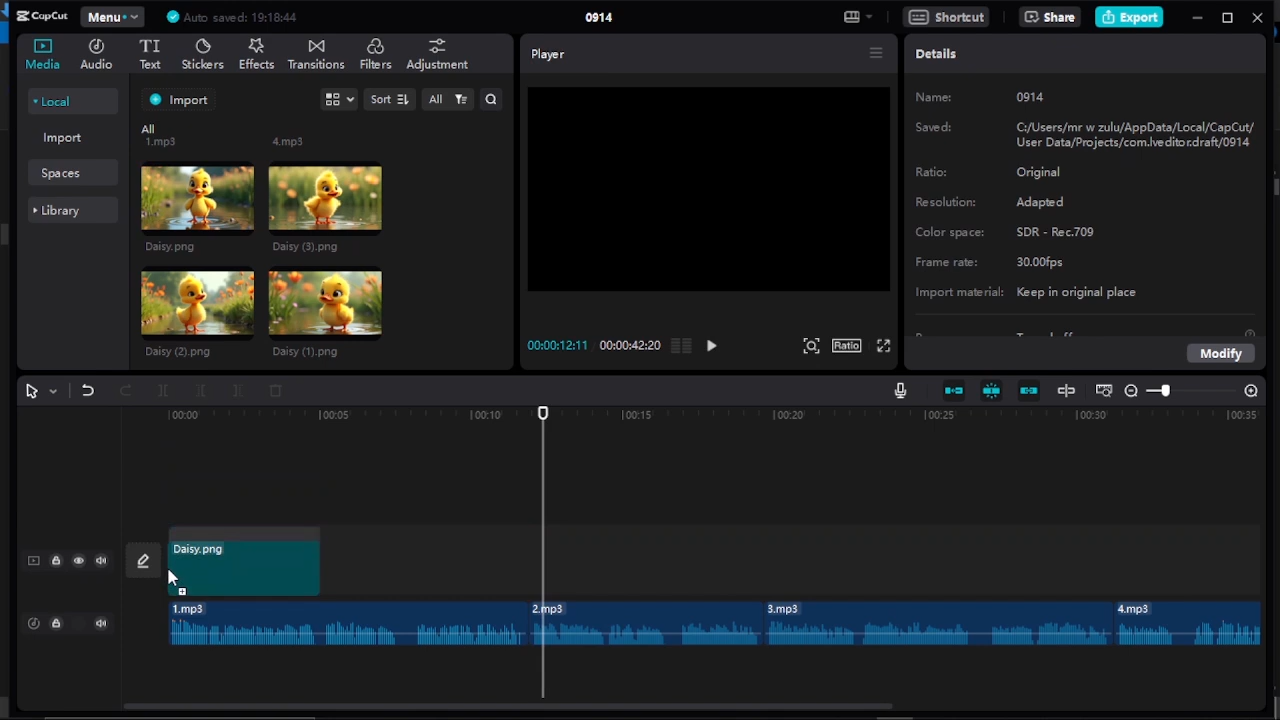 CapCut Menu Auto saved: 19:18:44 0914 Shortcut Share Export
Media Audio Text Stickers Effects Transitions Filters Adjustment
Player
Details
Local
Import
Spaces
Library
Import Sort All
All
1.mp3 4.mp3
Daisy.png Daisy (3).png
Daisy (2).png Daisy (1).png
00:00:12:11 00:00:42:20 Ratio
Name: 0914
Saved: C:/Users/mr w zulu/AppData/Local/CapCut/
User Data/Projects/com.lveditor.draft/0914
Ratio: Original
Resolution: Adapted
Color space: SDR - Rec.709
Frame rate: 30.00fps
Import material: Keep in original place
Modify
00:00 00:05 00:10 00:15 00:20 00:25 00:30 00:35
Daisy.png
1.mp3 2.mp3 3.mp3 4.mp3